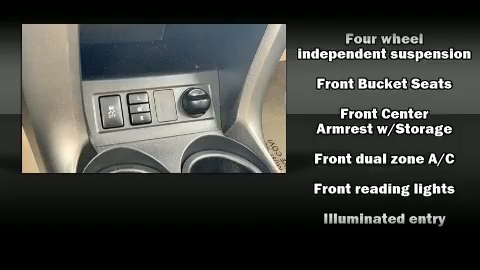 Four wheel
independent suspension
Front Bucket Seats
Front Center
Armrest w/Storage
Front dual zone A/C
Front reading lights
Illuminated entry